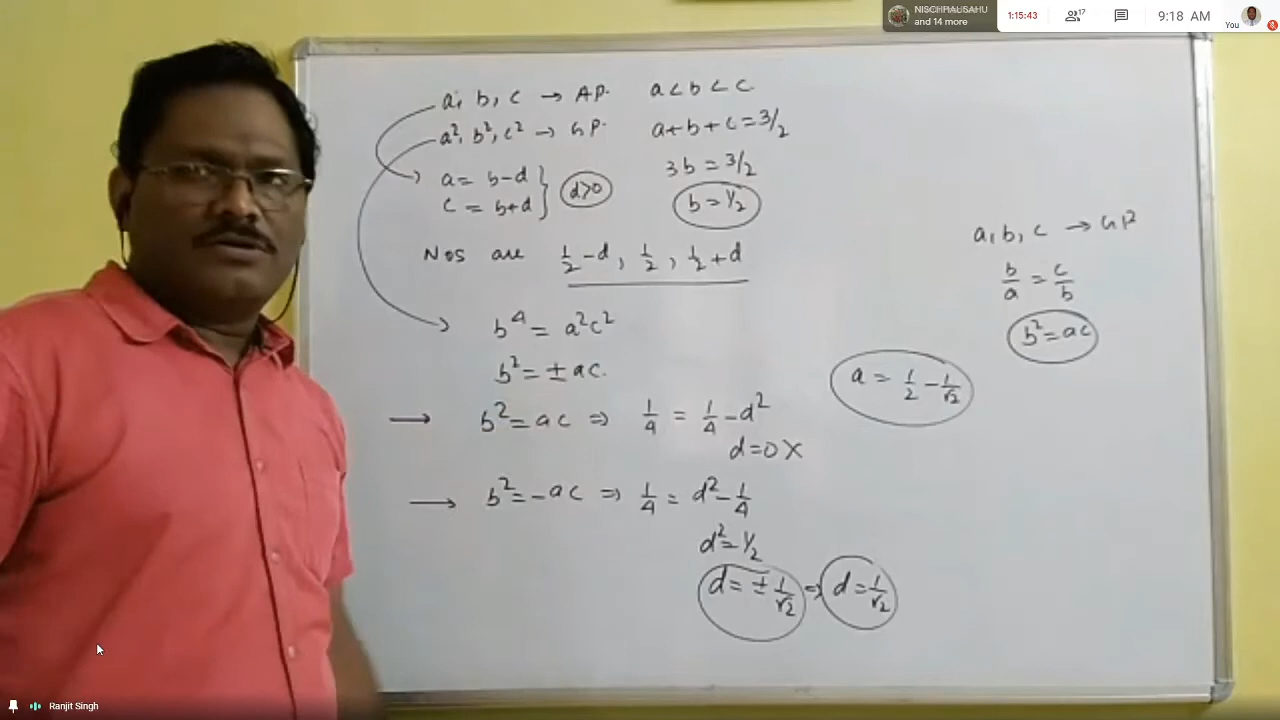 NISCHAL SAHU
and 14 more
1:15:43
17
9:18 AM
You
a, b, c → AP. a < b < c.
a², b², c² → G.P. a+b+c = 3/2
a = b-d } d>0 3b = 3/2
c = b+d b = 1/2
Nos are 1/2 - d, 1/2, 1/2 + d
a, b, c → G.P
b/a = c/b
b² = ac
b⁴ = a²c²
b² = ± ac.
a = 1/2 - 1/√2
→ b² = ac ⇒ 1/4 = 1/4 - d²
d = 0 X
→ b² = -ac ⇒ 1/4 = d² - 1/4
d² = 1/2
d = ± 1/√2 ⇒ d = 1/√2
Ranjit Singh